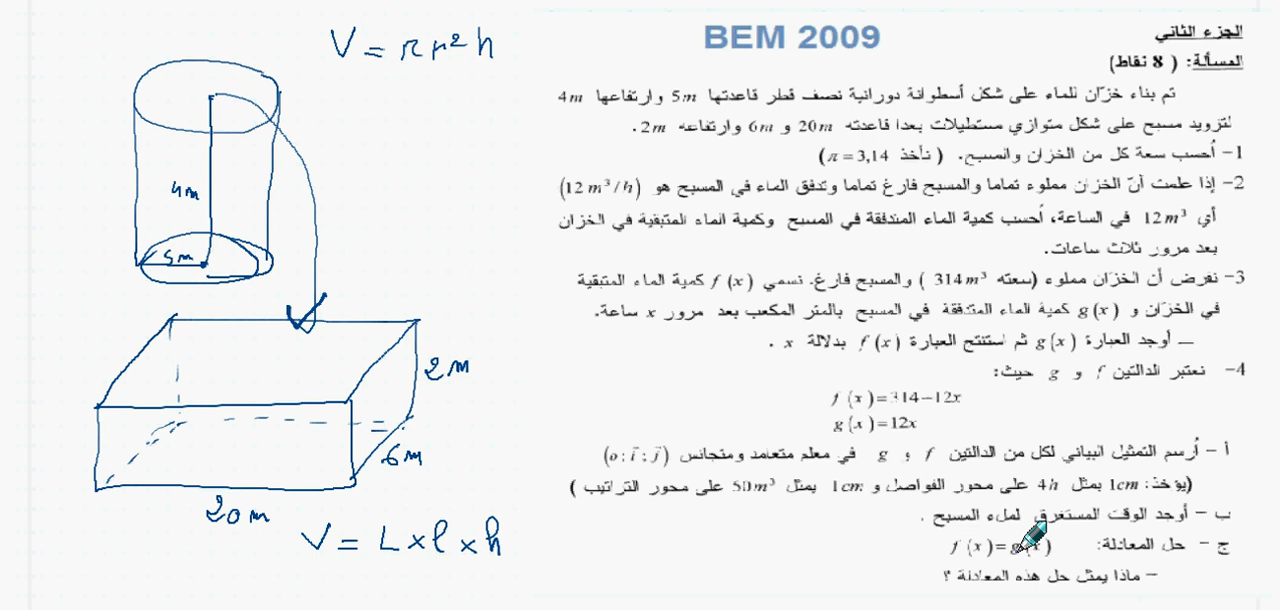 BEM 2009
الجزء الثاني
المسألة: ( 8 نقاط)
تم بناء خزّان للماء على شكل أسطوانة دورانية نصف قطر قاعدتها 5m وارتفاعها 4m
لتزويد مسبح على شكل متوازي مستطيلات بعدا قاعدته 20m و 6m وارتفاعه 2m.
1- أحسب سعة كل من الخزان والمسبح. ( نأخذ π = 3,14)
2- إذا علمت أنّ الخزان مملوء تماما والمسبح فارغ تماما وتدفق الماء في المسبح هو (12 m³/h)
أي 12 m³ في الساعة، أحسب كمية الماء المتدفقة في المسبح وكمية الماء المتبقية في الخزان
بعد مرور ثلاث ساعات.
3- نفرض أن الخزّان مملوء (سعته 314 m³ ) والمسبح فارغ. نسمي f (x) كمية الماء المتبقية
في الخزّان و g (x) كمية الماء المتدفقة في المسبح بالمتر المكعب بعد مرور x ساعة.
– أوجد العبارة g (x) ثم استنتج العبارة f (x) بدلالة x .
4- نعتبر الدالتين f و g حيث:
f (x)=314−12x
g (x)=12x
أ – أرسم التمثيل البياني لكل من الدالتين f و g في معلم متعامد ومتجانس (o ; i⃗ ; j⃗)
(يؤخذ: 1cm يمثل 4h على محور الفواصل و 1cm يمثل 50m³ على محور التراتيب )
ب – أوجد الوقت المستغرق لملء المسبح .
ج – حل المعادلة: f (x)=g(x)
– ماذا يمثل حل هذه المعادلة ؟
V = π r² h
4m
5m
2m
6m
20m
V = L x l x h